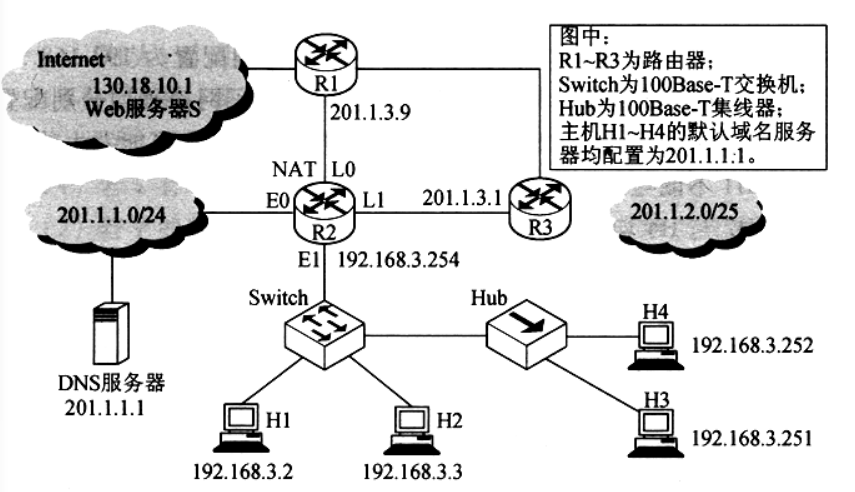 Internet
130.18.10.1
Web服务器S
R1
201.1.3.9
图中:
R1~R3为路由器;
Switch为100Base-T交换机;
Hub为100Base-T集线器;
主机H1~H4的默认域名服务
器均配置为201.1.1.1。
NAT
L0
201.1.1.0/24
E0
L1
R2
201.1.3.1
R3
201.1.2.0/25
E1
192.168.3.254
Switch
Hub
H4
192.168.3.252
DNS服务器
201.1.1.1
H1
192.168.3.2
H2
192.168.3.3
H3
192.168.3.251